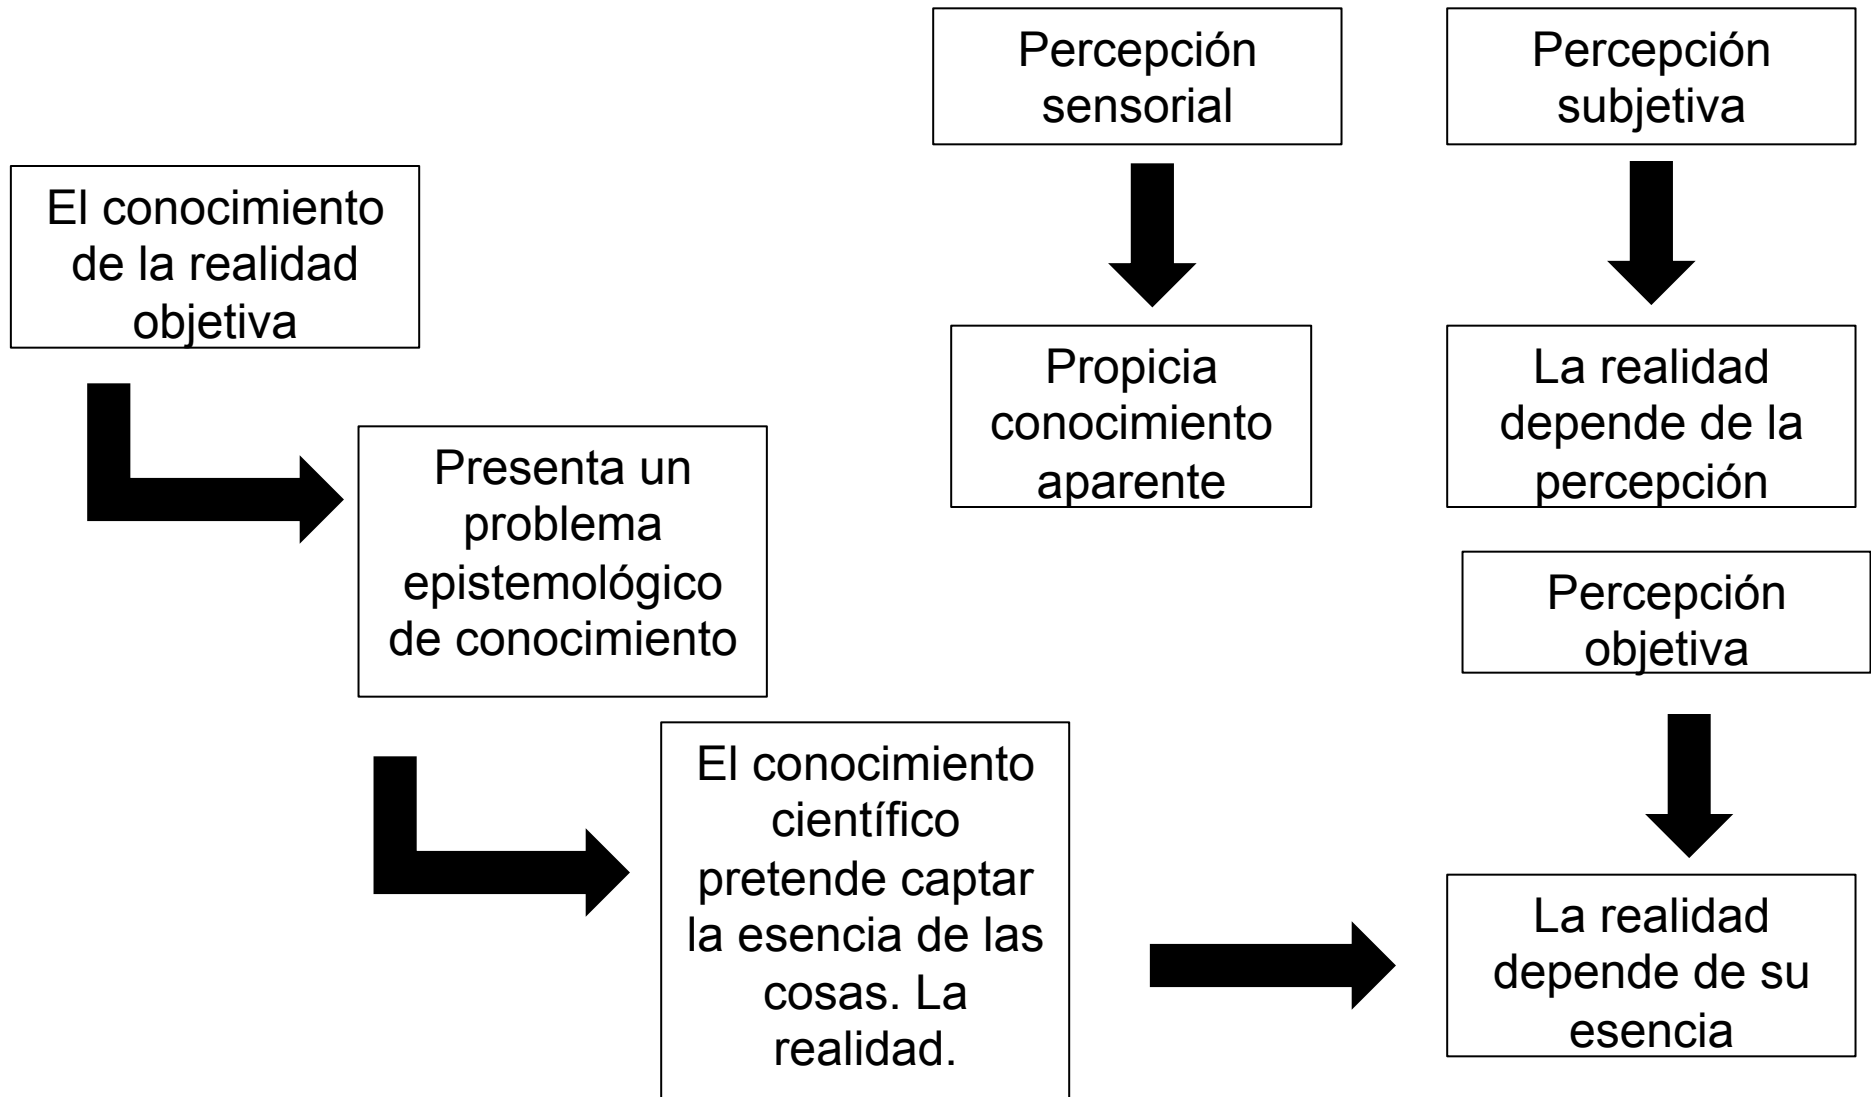 Percepción
sensorial
Percepción
subjetiva
El conocimiento
de la realidad
objetiva
Propicia
conocimiento
aparente
La realidad
depende de la
percepción
Presenta un
problema
epistemológico
de conocimiento
Percepción
objetiva
El conocimiento
científico
pretende captar
la esencia de las
cosas. La
realidad.
La realidad
depende de su
esencia